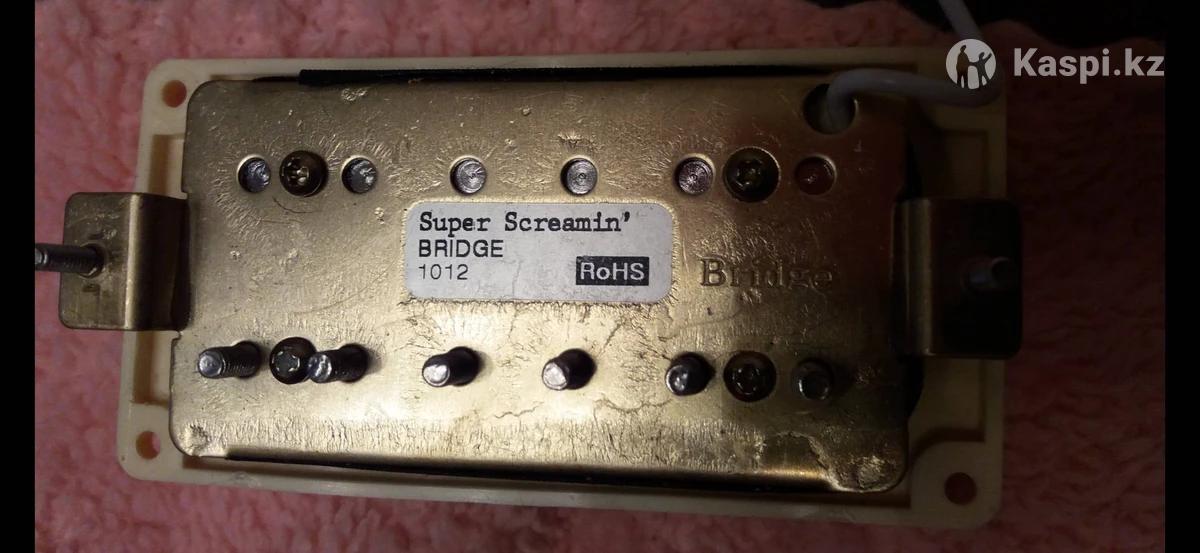 Kaspi.kz
Super Screamin'
BRIDGE
1012
RoHS
Bridge